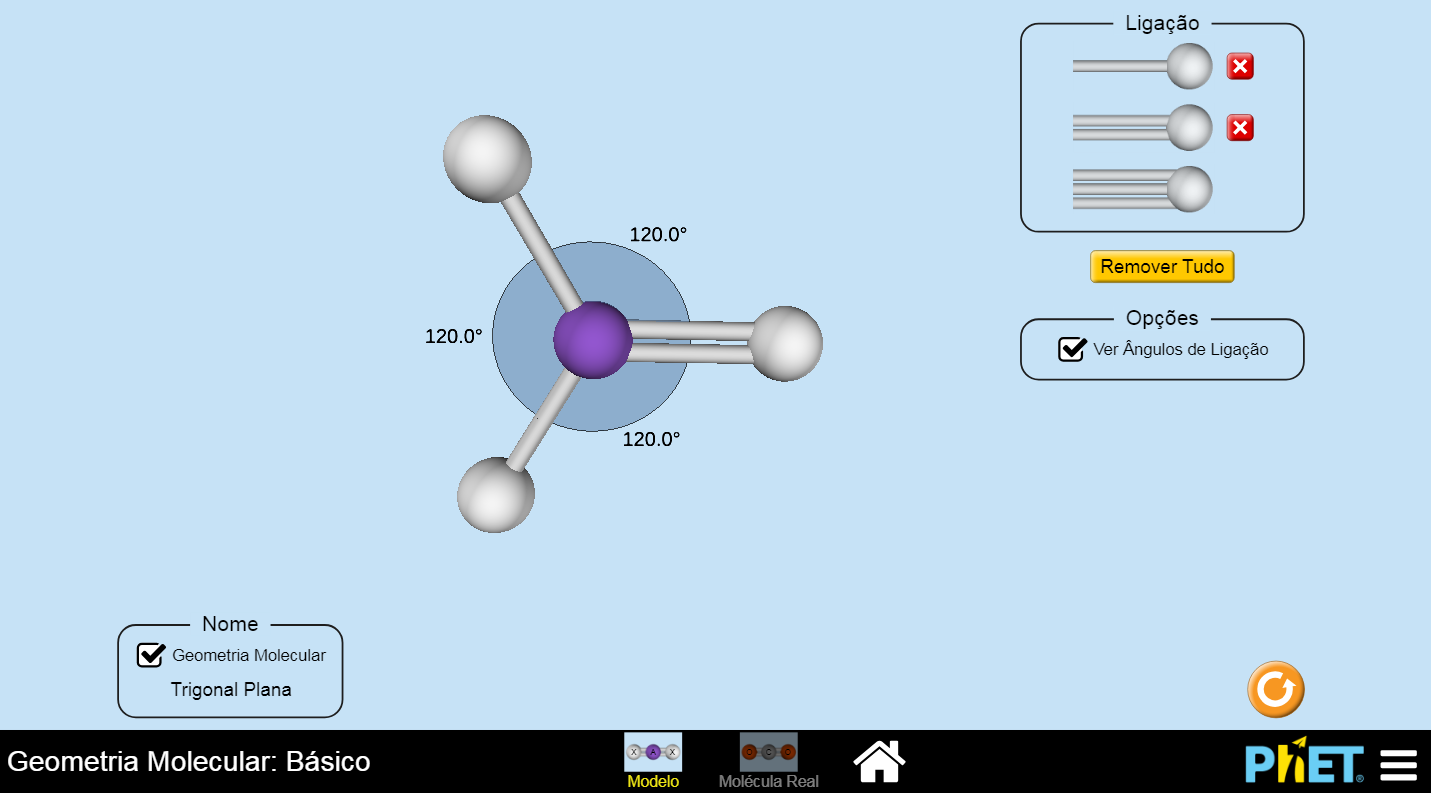 Ligação
Remover Tudo
Opções
Ver Ângulos de Ligação
120.0°
120.0°
120.0°
Nome
Geometria Molecular
Trigonal Plana
Geometria Molecular: Básico
X A X
Modelo
O C O
Molécula Real
PhET®